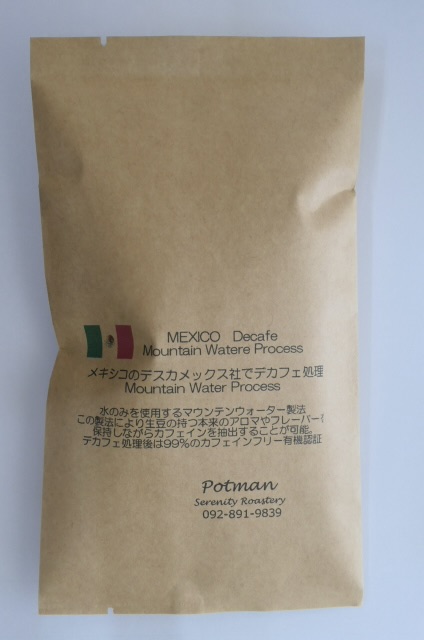 MEXICO Decafe
Mountain Watere Process
メキシコのデスカメックス社でデカフェ処理
Mountain Water Process
水のみを使用するマウンテンウォーター製法
この製法により生豆の持つ本来のアロマやフレーバーを
保持しながらカフェインを抽出することが可能。
デカフェ処理後は99%のカフェインフリー有機認証
Potman
Serenity Roastery
092-891-9839